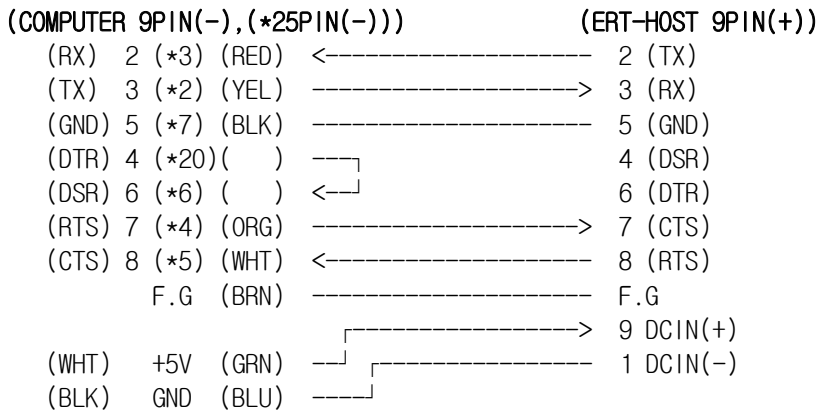 (COMPUTER 9PIN(-),(*25PIN(-))) (ERT-HOST 9PIN(+))
(RX) 2 (*3) (RED) <-------------------- 2 (TX)
(TX) 3 (*2) (YEL) --------------------> 3 (RX)
(GND) 5 (*7) (BLK) --------------------- 5 (GND)
(DTR) 4 (*20)( ) ---┐ 4 (DSR)
(DSR) 6 (*6) ( ) <--┘ 6 (DTR)
(RTS) 7 (*4) (ORG) --------------------> 7 (CTS)
(CTS) 8 (*5) (WHT) <-------------------- 8 (RTS)
F.G (BRN) --------------------- F.G
┌-----------------> 9 DCIN(+)
(WHT) +5V (GRN) --┘ ┌---------------- 1 DCIN(-)
(BLK) GND (BLU) ----┘